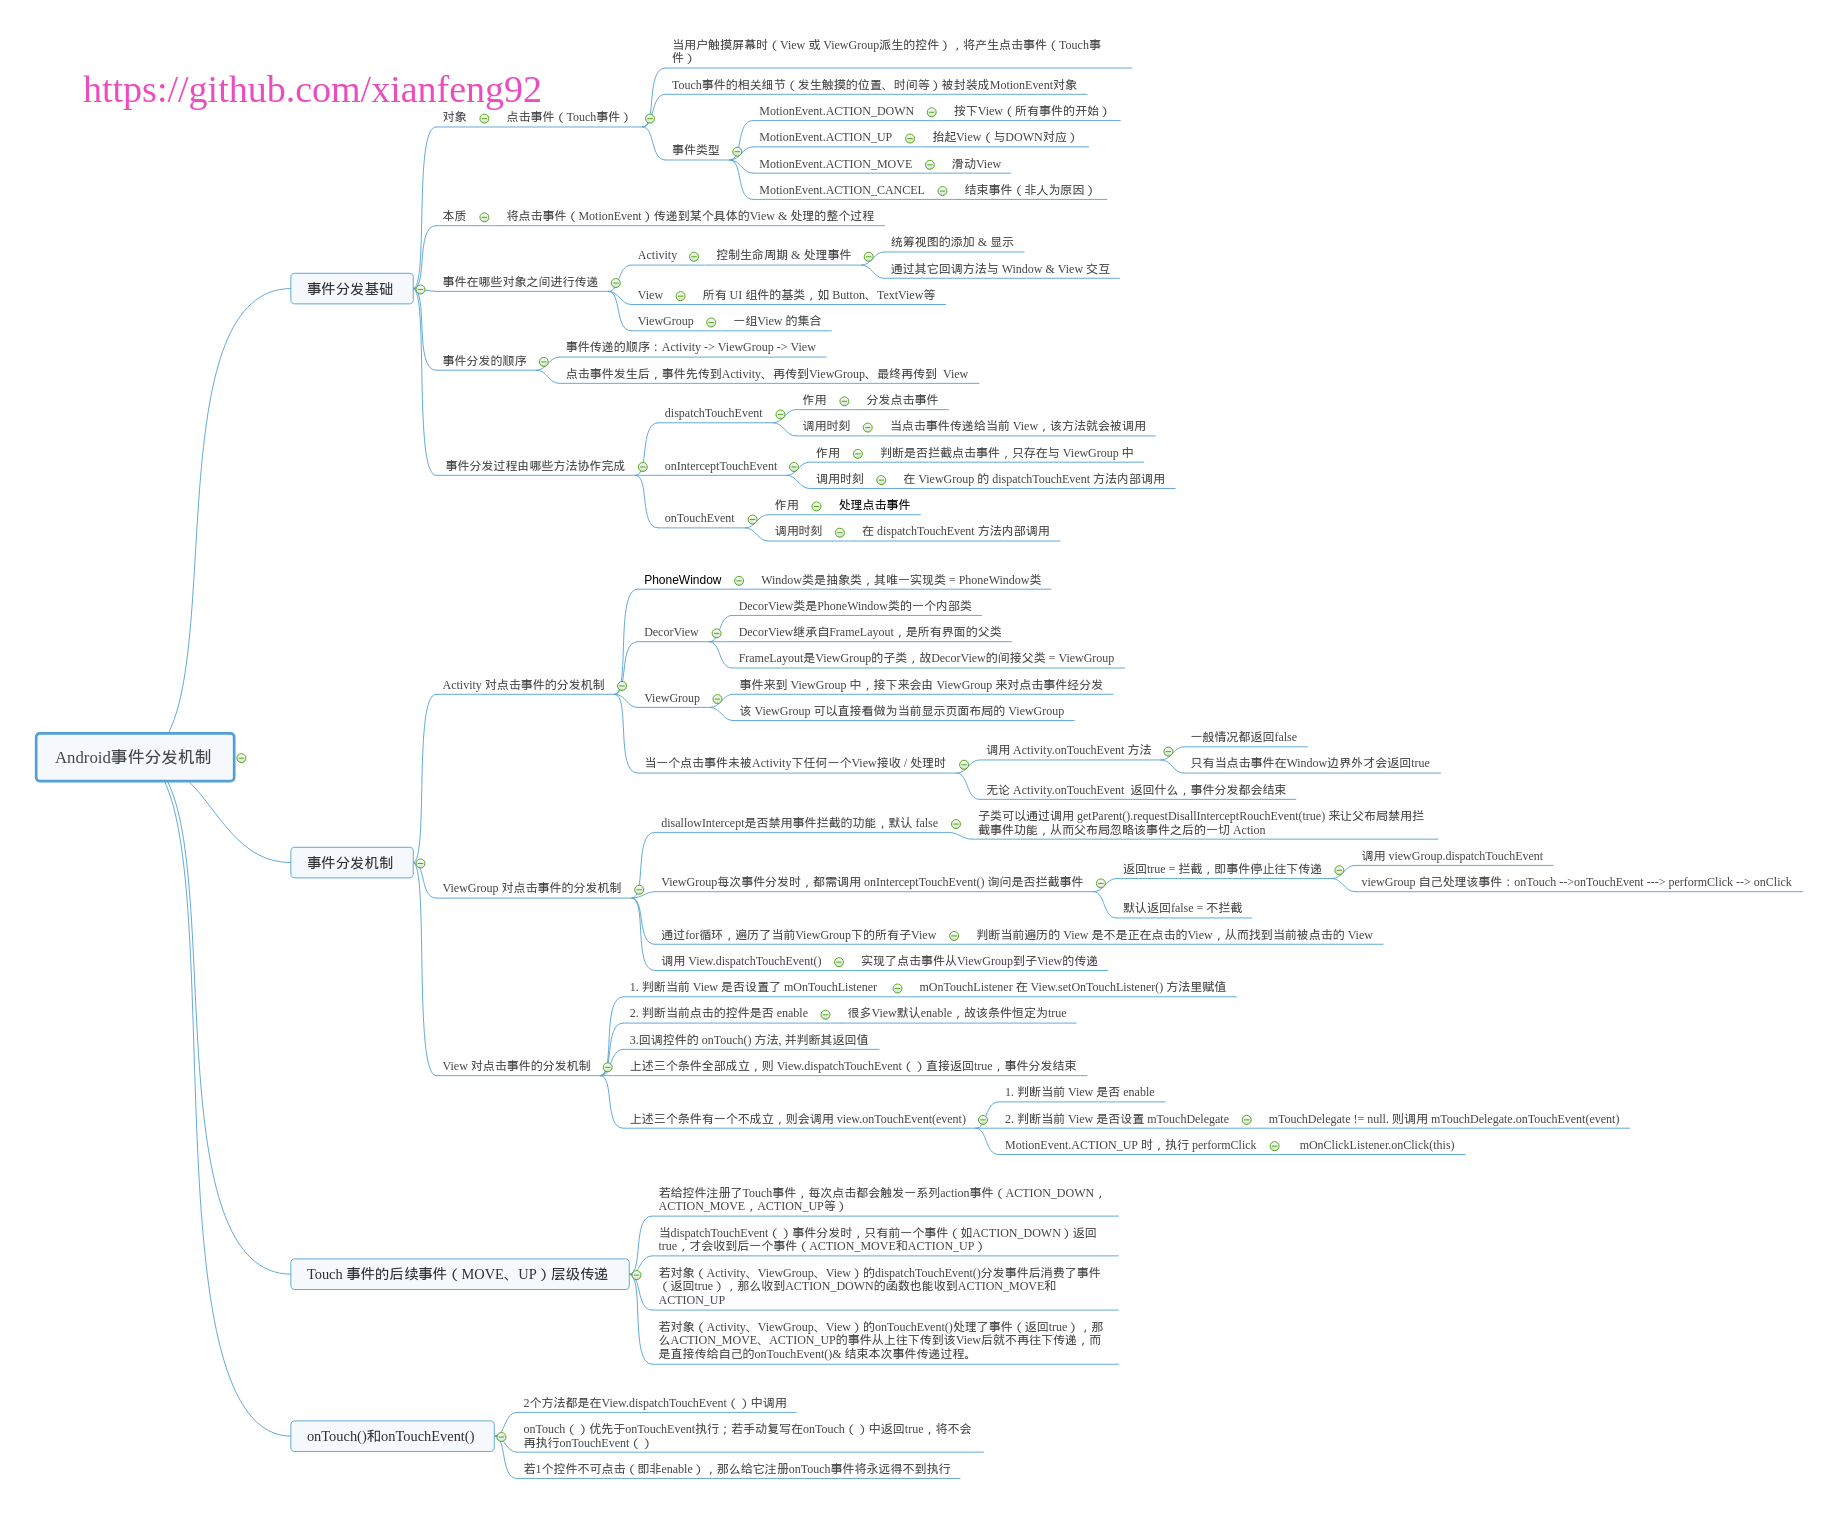 https://github.com/xianfeng92
Android事件分发机制
事件分发基础
对象
点击事件（Touch事件）
当用户触摸屏幕时（View 或 ViewGroup派生的控件），将产生点击事件（Touch事
件）
Touch事件的相关细节（发生触摸的位置、时间等）被封装成MotionEvent对象
事件类型
MotionEvent.ACTION_DOWN
按下View（所有事件的开始）
MotionEvent.ACTION_UP
抬起View（与DOWN对应）
MotionEvent.ACTION_MOVE
滑动View
MotionEvent.ACTION_CANCEL
结束事件（非人为原因）
本质
将点击事件（MotionEvent）传递到某个具体的View & 处理的整个过程
事件在哪些对象之间进行传递
Activity
控制生命周期 & 处理事件
统筹视图的添加 & 显示
通过其它回调方法与 Window & View 交互
View
所有 UI 组件的基类，如 Button、TextView等
ViewGroup
一组View 的集合
事件分发的顺序
事件传递的顺序：Activity -> ViewGroup -> View
点击事件发生后，事件先传到Activity、再传到ViewGroup、最终再传到 View
事件分发过程由哪些方法协作完成
dispatchTouchEvent
作用
分发点击事件
调用时刻
当点击事件传递给当前 View，该方法就会被调用
onInterceptTouchEvent
作用
判断是否拦截点击事件，只存在与 ViewGroup 中
调用时刻
在 ViewGroup 的 dispatchTouchEvent 方法内部调用
onTouchEvent
作用
处理点击事件
调用时刻
在 dispatchTouchEvent 方法内部调用
事件分发机制
Activity 对点击事件的分发机制
PhoneWindow
Window类是抽象类，其唯一实现类 = PhoneWindow类
DecorView
DecorView类是PhoneWindow类的一个内部类
DecorView继承自FrameLayout，是所有界面的父类
FrameLayout是ViewGroup的子类，故DecorView的间接父类 = ViewGroup
ViewGroup
事件来到 ViewGroup 中，接下来会由 ViewGroup 来对点击事件经分发
该 ViewGroup 可以直接看做为当前显示页面布局的 ViewGroup
当一个点击事件未被Activity下任何一个View接收 / 处理时
调用 Activity.onTouchEvent 方法
一般情况都返回false
只有当点击事件在Window边界外才会返回true
无论 Activity.onTouchEvent 返回什么，事件分发都会结束
ViewGroup 对点击事件的分发机制
disallowIntercept是否禁用事件拦截的功能，默认 false
子类可以通过调用 getParent().requestDisallInterceptRouchEvent(true) 来让父布局禁用拦
截事件功能，从而父布局忽略该事件之后的一切 Action
ViewGroup每次事件分发时，都需调用 onInterceptTouchEvent() 询问是否拦截事件
返回true = 拦截，即事件停止往下传递
调用 viewGroup.dispatchTouchEvent
viewGroup 自己处理该事件：onTouch -->onTouchEvent ---> performClick --> onClick
默认返回false = 不拦截
通过for循环，遍历了当前ViewGroup下的所有子View
判断当前遍历的 View 是不是正在点击的View，从而找到当前被点击的 View
调用 View.dispatchTouchEvent()
实现了点击事件从ViewGroup到子View的传递
View 对点击事件的分发机制
1. 判断当前 View 是否设置了 mOnTouchListener
mOnTouchListener 在 View.setOnTouchListener() 方法里赋值
2. 判断当前点击的控件是否 enable
很多View默认enable，故该条件恒定为true
3.回调控件的 onTouch() 方法, 并判断其返回值
上述三个条件全部成立，则 View.dispatchTouchEvent（）直接返回true，事件分发结束
上述三个条件有一个不成立，则会调用 view.onTouchEvent(event)
1. 判断当前 View 是否 enable
2. 判断当前 View 是否设置 mTouchDelegate
mTouchDelegate != null. 则调用 mTouchDelegate.onTouchEvent(event)
MotionEvent.ACTION_UP 时，执行 performClick
mOnClickListener.onClick(this)
Touch 事件的后续事件（MOVE、UP）层级传递
若给控件注册了Touch事件，每次点击都会触发一系列action事件（ACTION_DOWN，
ACTION_MOVE，ACTION_UP等）
当dispatchTouchEvent（）事件分发时，只有前一个事件（如ACTION_DOWN）返回
true，才会收到后一个事件（ACTION_MOVE和ACTION_UP）
若对象（Activity、ViewGroup、View）的dispatchTouchEvent()分发事件后消费了事件
（返回true），那么收到ACTION_DOWN的函数也能收到ACTION_MOVE和
ACTION_UP
若对象（Activity、ViewGroup、View）的onTouchEvent()处理了事件（返回true），那
么ACTION_MOVE、ACTION_UP的事件从上往下传到该View后就不再往下传递，而
是直接传给自己的onTouchEvent()& 结束本次事件传递过程。
onTouch()和onTouchEvent()
2个方法都是在View.dispatchTouchEvent（）中调用
onTouch（）优先于onTouchEvent执行；若手动复写在onTouch（）中返回true，将不会
再执行onTouchEvent（）
若1个控件不可点击（即非enable），那么给它注册onTouch事件将永远得不到执行